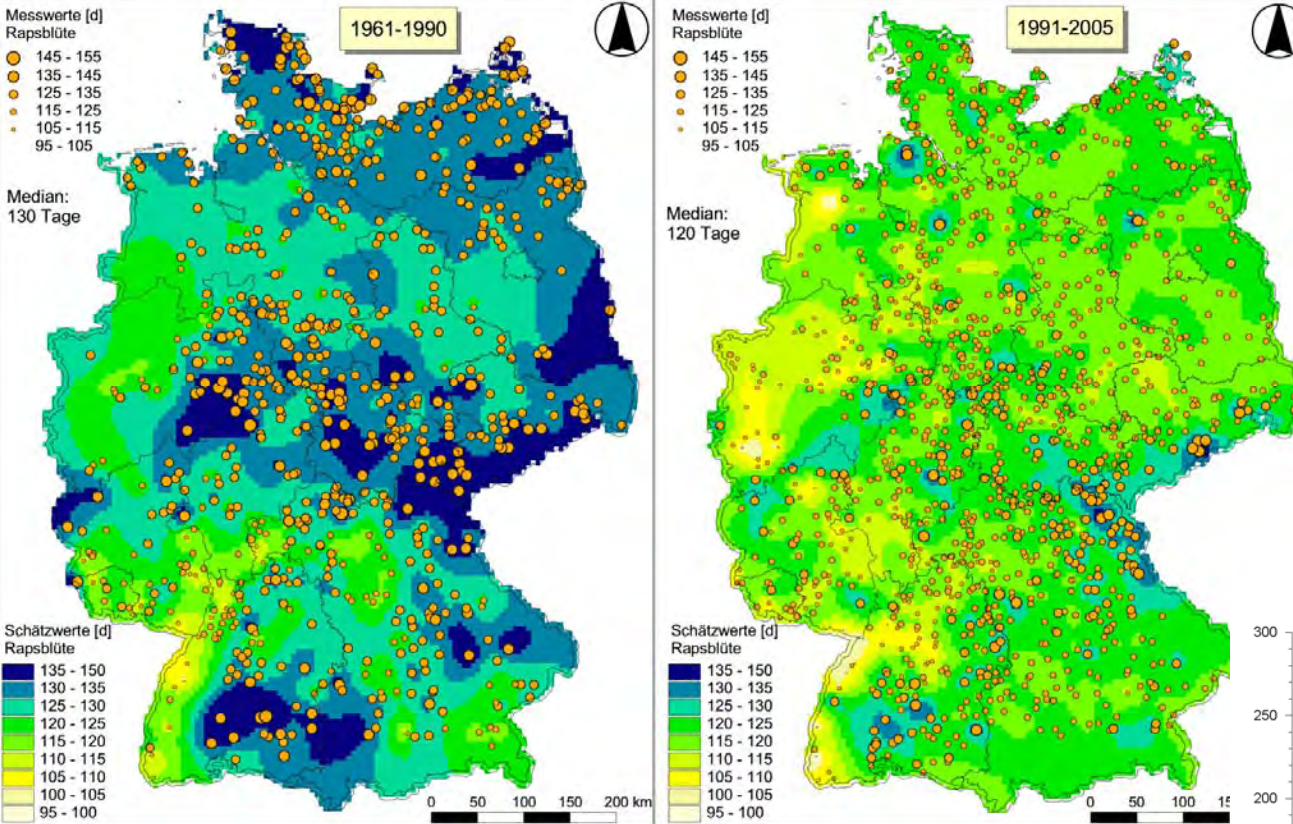 Messwerte [d]
Rapsblüte
145 - 155
135 - 145
125 - 135
115 - 125
105 - 115
95 - 105
1961-1990
Median:
130 Tage
Schätzwerte [d]
Rapsblüte
135 - 150
130 - 135
125 - 130
120 - 125
115 - 120
110 - 115
105 - 110
100 - 105
95 - 100
0 50 100 150 200 km
Messwerte [d]
Rapsblüte
145 - 155
135 - 145
125 - 135
115 - 125
105 - 115
95 - 105
1991-2005
Median:
120 Tage
Schätzwerte [d]
Rapsblüte
135 - 150
130 - 135
125 - 130
120 - 125
115 - 120
110 - 115
105 - 110
100 - 105
95 - 100
0 50 100
300
250
200